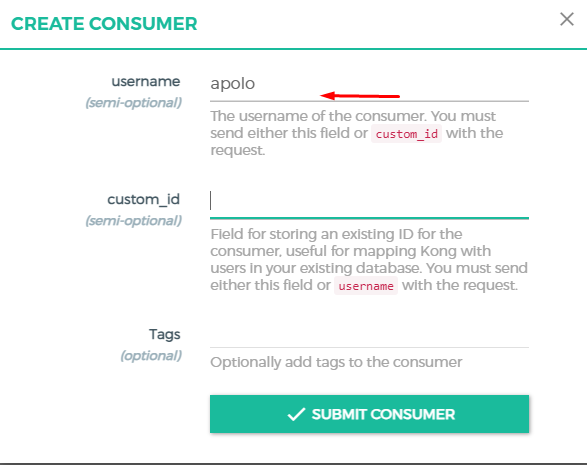 CREATE CONSUMER
username
(semi-optional)
apolo
The username of the consumer. You must
send either this field or custom_id with the
request.
custom_id
(semi-optional)
Field for storing an existing ID for the
consumer, useful for mapping Kong with
users in your existing database. You must send
either this field or username with the request.
Tags
(optional)
Optionally add tags to the consumer
SUBMIT CONSUMER